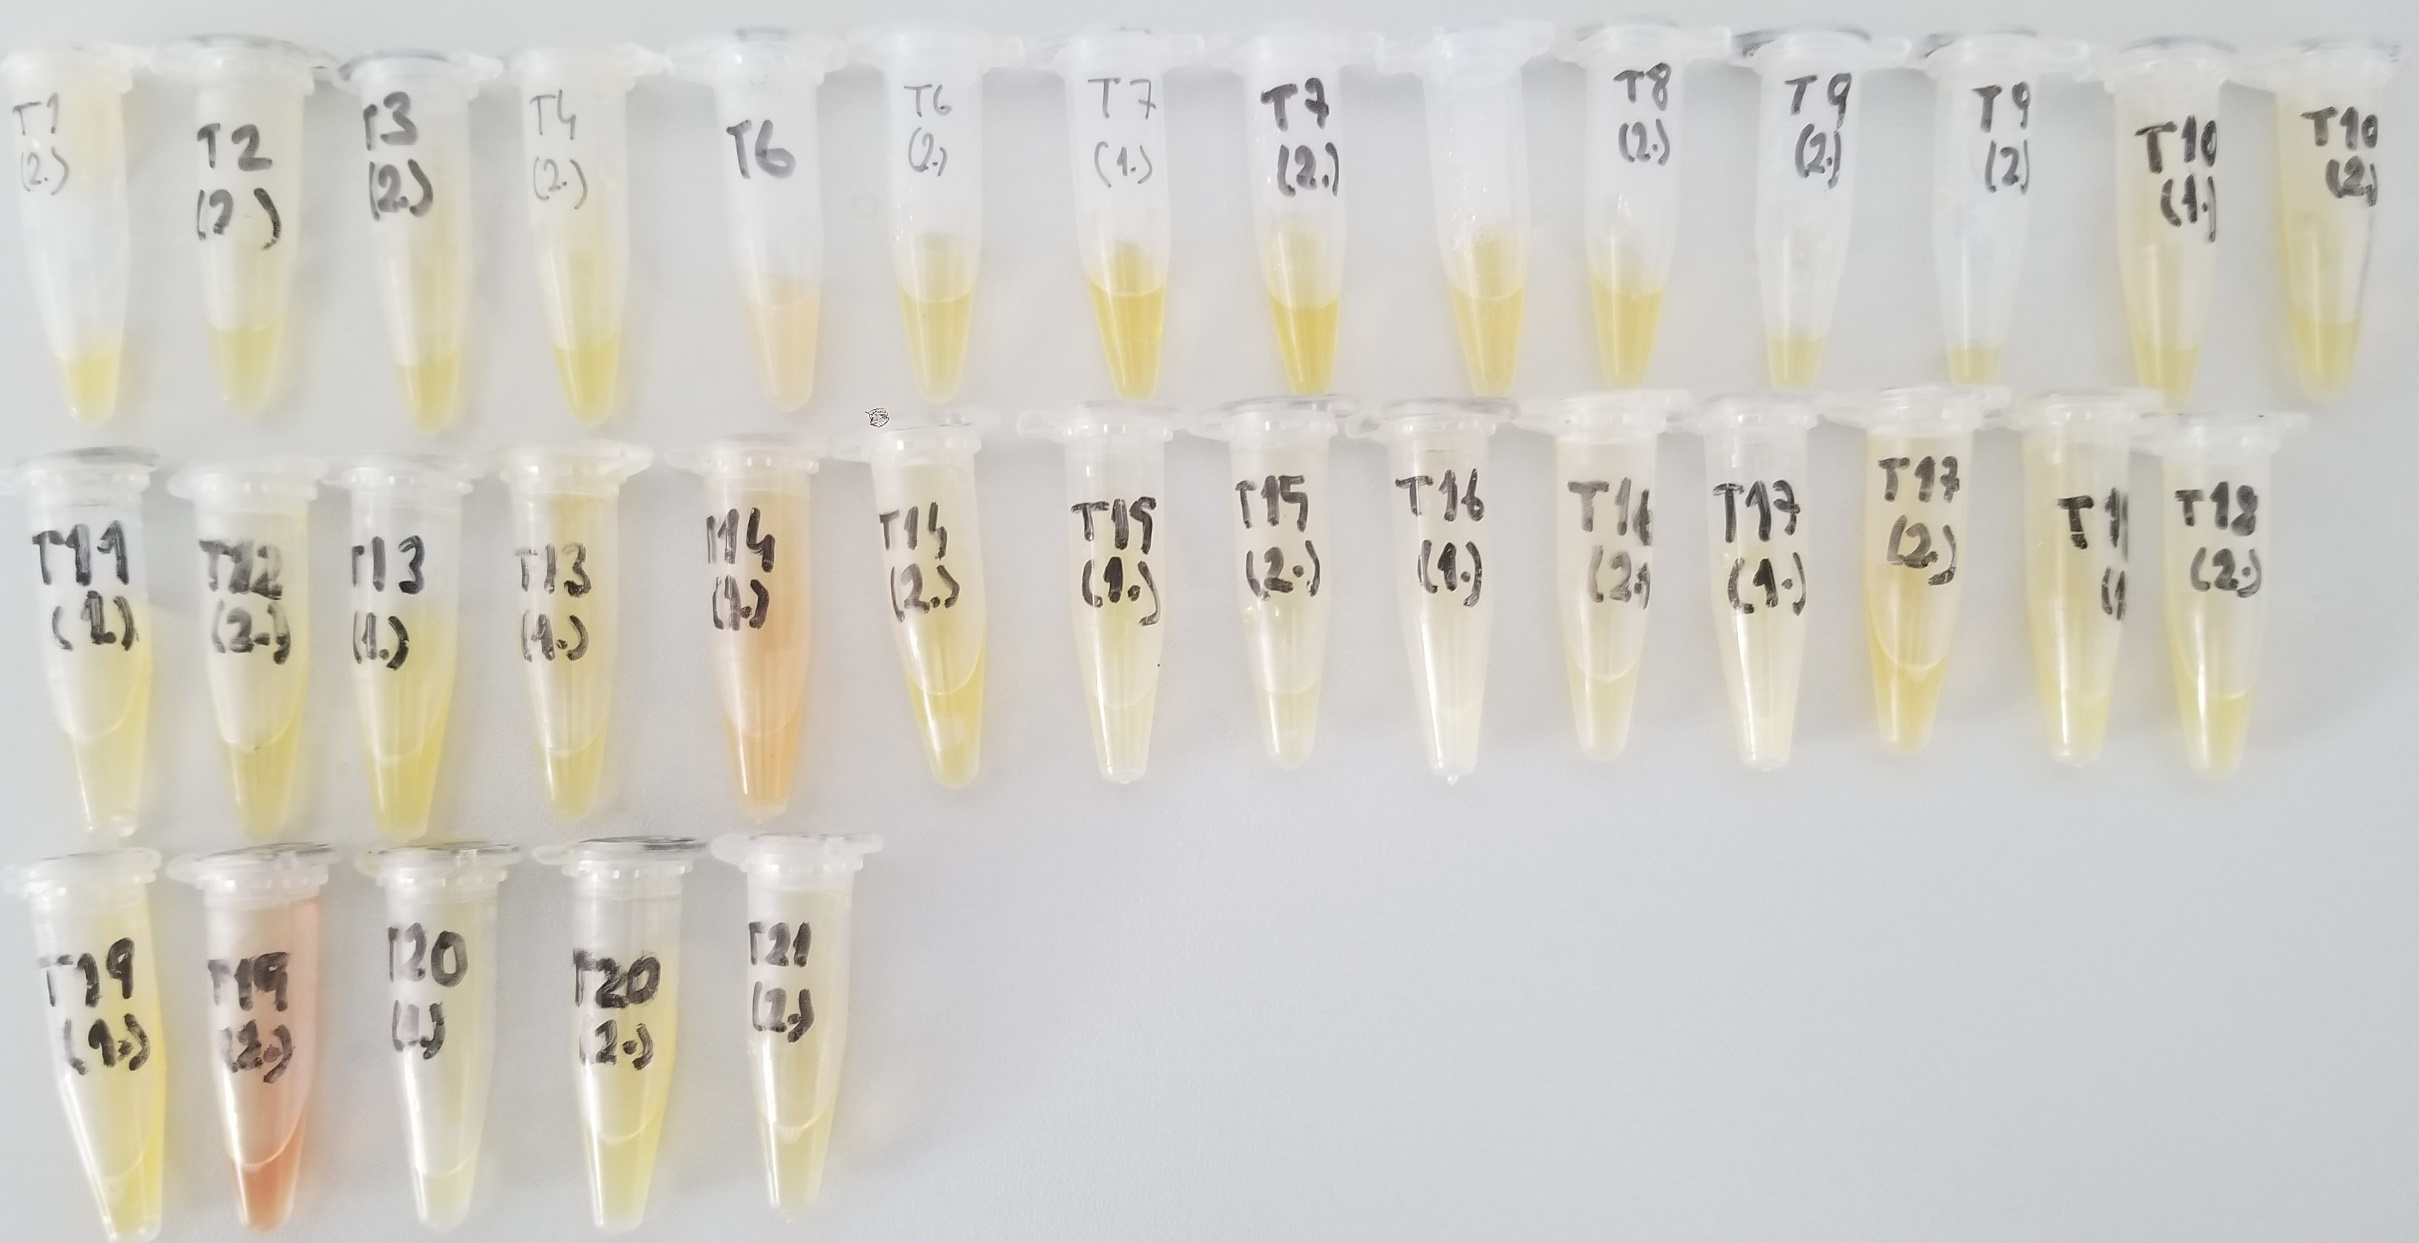 T1
(2.)
T2
(2.)
T3
(2.)
T4
(2.)
T6
T6
(2.)
T7
(1.)
T7
(2.)
T8
(2.)
T9
(2.)
T9
(2)
T10
(1.)
T10
(2.)
T11
T12
(2.)
T13
(1.)
T13
(1.)
T14
(1.)
T14
(2.)
T15
(1.)
T15
(2.)
T16
(1.)
T17
(1.)
T17
(2.)
T18
(2.)
T19
(1.)
T19
(2.)
T20
(1.)
T20
(2.)
T21
(2.)